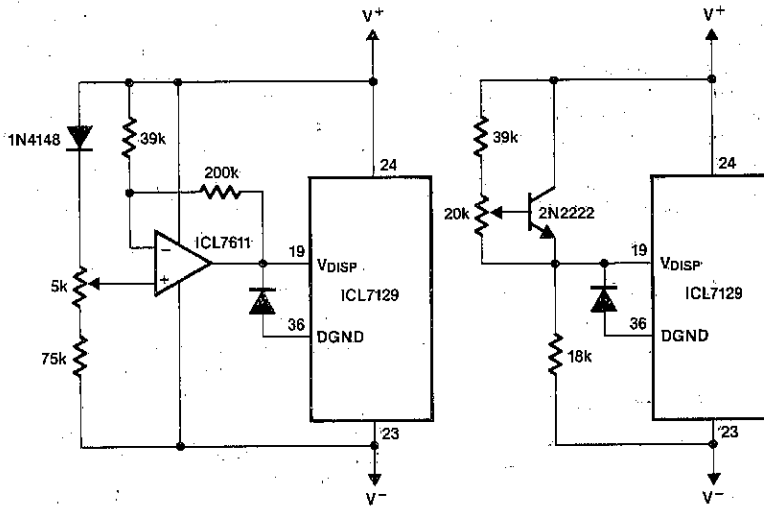 V+
1N4148
39k
200k
24
ICL7611
−
+
19
VDISP
5k
ICL7129
36
DGND
75k
23
V−
V+
39k
24
20k
2N2222
19
VDISP
ICL7129
36
DGND
18k
23
V−